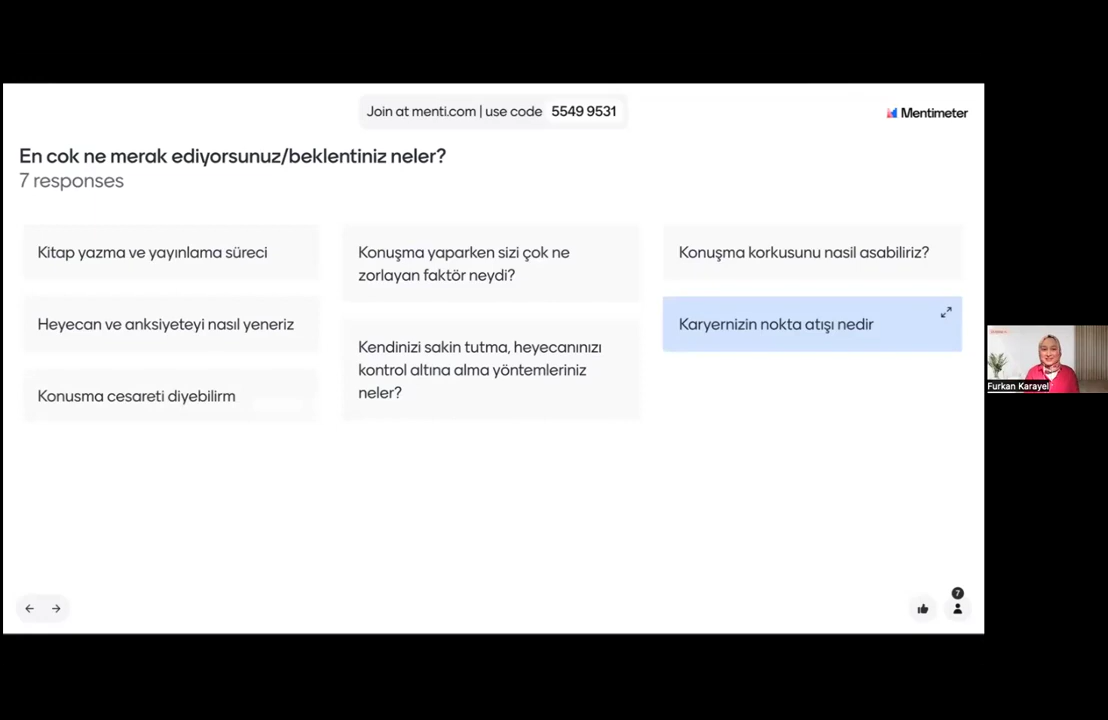 Join at menti.com | use code 5549 9531
Mentimeter
En cok ne merak ediyorsunuz/beklentiniz neler?
7 responses
Kitap yazma ve yayınlama süreci
Heyecan ve anksiyeteyi nasıl yeneriz
Konusma cesareti diyebilirm
Konuşma yaparken sizi çok ne
zorlayan faktör neydi?
Kendinizi sakin tutma, heyecanınızı
kontrol altına alma yöntemleriniz
neler?
Konuşma korkusunu nasil asabiliriz?
Karyernizin nokta atışı nedir
Furkan Karayel
7